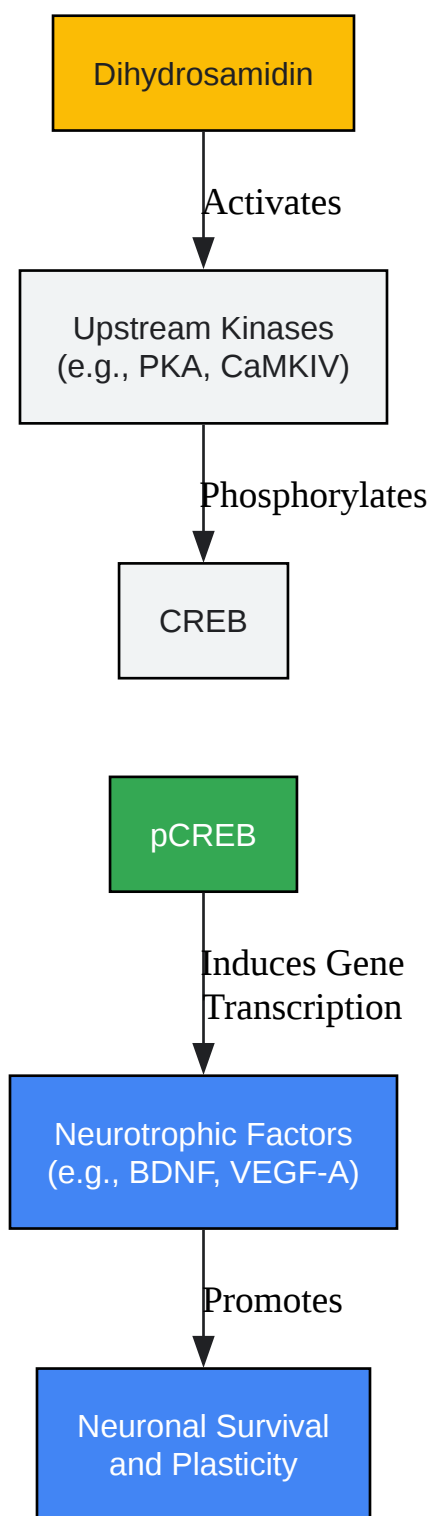 Dihydrosamidin
Activates
Upstream Kinases
(e.g., PKA, CaMKIV)
Phosphorylates
CREB
pCREB
Induces Gene
Transcription
Neurotrophic Factors
(e.g., BDNF, VEGF-A)
Promotes
Neuronal Survival
and Plasticity